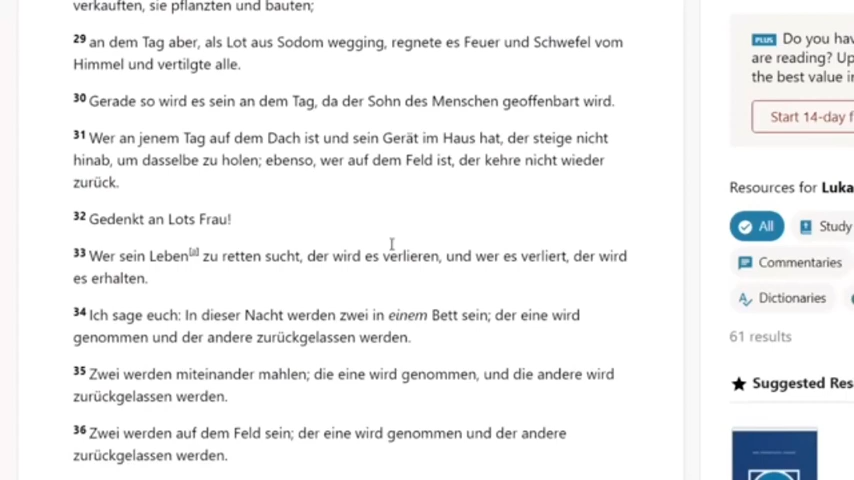 verkauften, sie pflanzten und bauten;
29 an dem Tag aber, als Lot aus Sodom wegging, regnete es Feuer und Schwefel vom
Himmel und vertilgte alle.
30 Gerade so wird es sein an dem Tag, da der Sohn des Menschen geoffenbart wird.
31 Wer an jenem Tag auf dem Dach ist und sein Gerät im Haus hat, der steige nicht
hinab, um dasselbe zu holen; ebenso, wer auf dem Feld ist, der kehre nicht wieder
zurück.
32 Gedenkt an Lots Frau!
33 Wer sein Leben[a] zu retten sucht, der wird es verlieren, und wer es verliert, der wird
es erhalten.
34 Ich sage euch: In dieser Nacht werden zwei in einem Bett sein; der eine wird
genommen und der andere zurückgelassen werden.
35 Zwei werden miteinander mahlen; die eine wird genommen, und die andere wird
zurückgelassen werden.
36 Zwei werden auf dem Feld sein; der eine wird genommen und der andere
zurückgelassen werden.
PLUS Do you hav
are reading? Up
the best value i
Start 14-day f
Resources for Luka
All Study
Commentaries
Dictionaries
61 results
Suggested Res